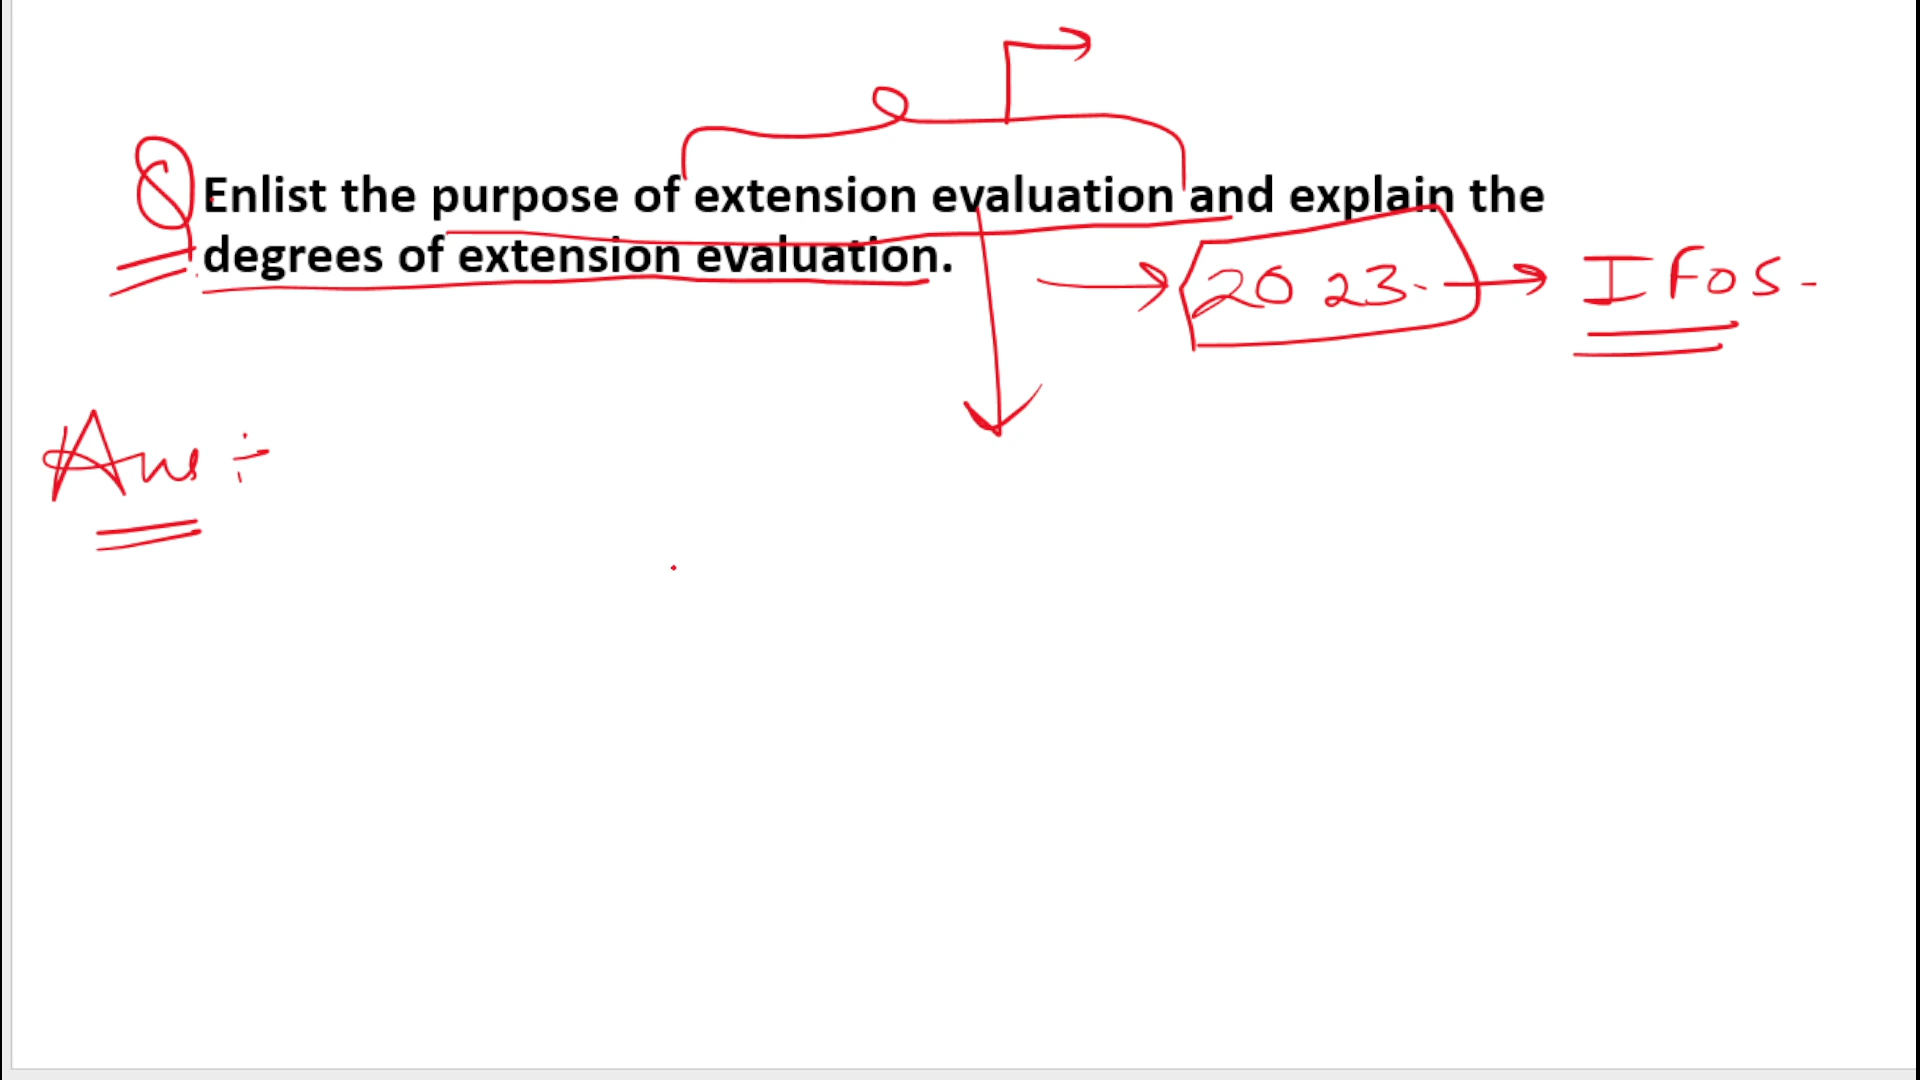 Q Enlist the purpose of extension evaluation and explain the
degrees of extension evaluation.
2023. IFOS.
Ans :-